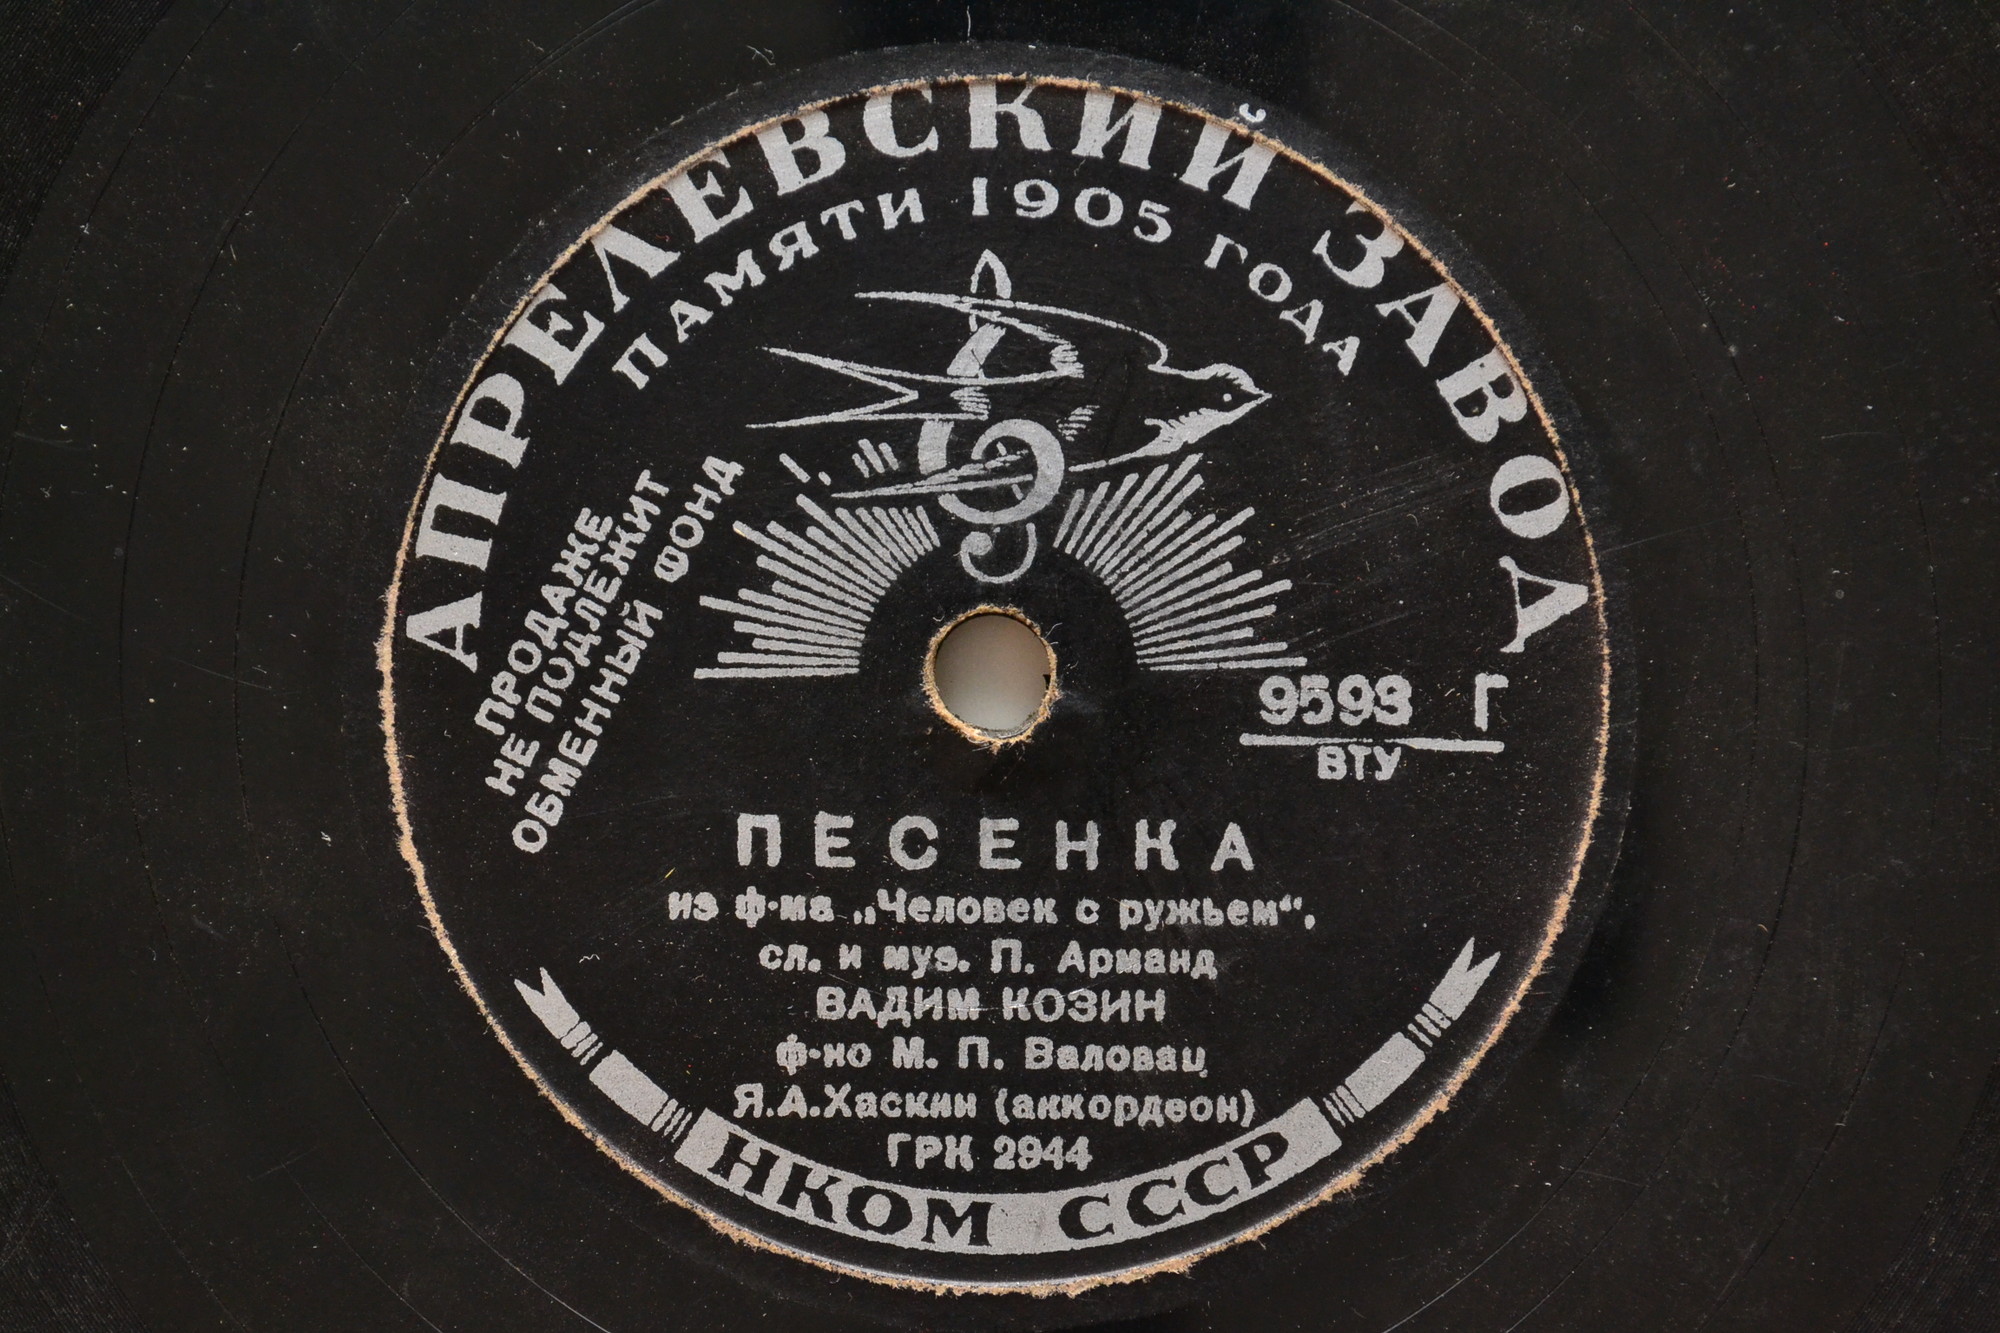 АПРЕЛЕВСКИЙ ЗАВОД
ПАМЯТИ 1905 ГОДА
ПРОДАЖЕ
НЕ ПОДЛЕЖИТ
ОБМЕННЫЙ ФОНД
9593 Г
ВТУ
ПЕСЕНКА
из ф-ма „Человек с ружьем“,
сл. и муз. П. Арманд
ВАДИМ КОЗИН
ф-но М. П. Валовац
Я.А.Хаскин (аккордеон)
ГРК 2944
НКОМ СССР